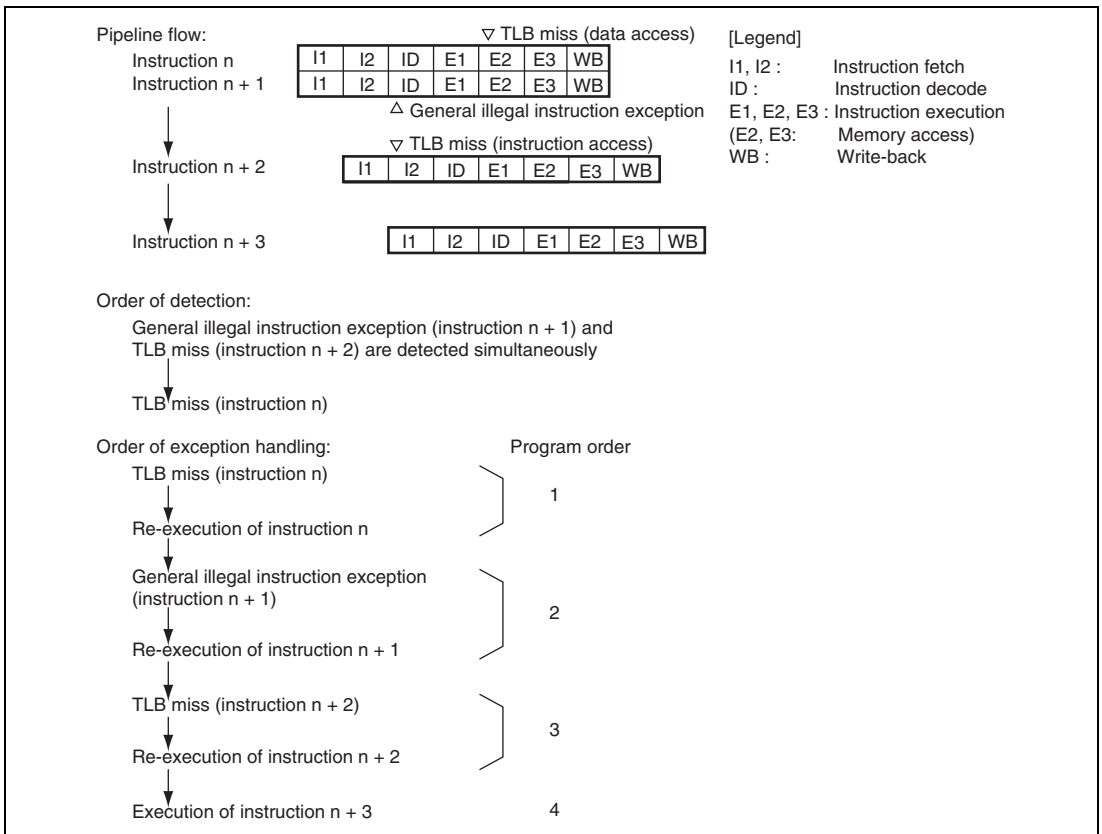 Pipeline flow:
▽ TLB miss (data access)
Instruction n
I1 I2 ID E1 E2 E3 WB
Instruction n + 1
I1 I2 ID E1 E2 E3 WB
△ General illegal instruction exception
▽ TLB miss (instruction access)
Instruction n + 2
I1 I2 ID E1 E2 E3 WB
Instruction n + 3
I1 I2 ID E1 E2 E3 WB
[Legend]
I1, I2 : Instruction fetch
ID : Instruction decode
E1, E2, E3 : Instruction execution
(E2, E3: Memory access)
WB : Write-back
Order of detection:
General illegal instruction exception (instruction n + 1) and
TLB miss (instruction n + 2) are detected simultaneously
TLB miss (instruction n)
Order of exception handling:
Program order
TLB miss (instruction n)
1
Re-execution of instruction n
General illegal instruction exception
(instruction n + 1)
2
Re-execution of instruction n + 1
TLB miss (instruction n + 2)
3
Re-execution of instruction n + 2
Execution of instruction n + 3
4